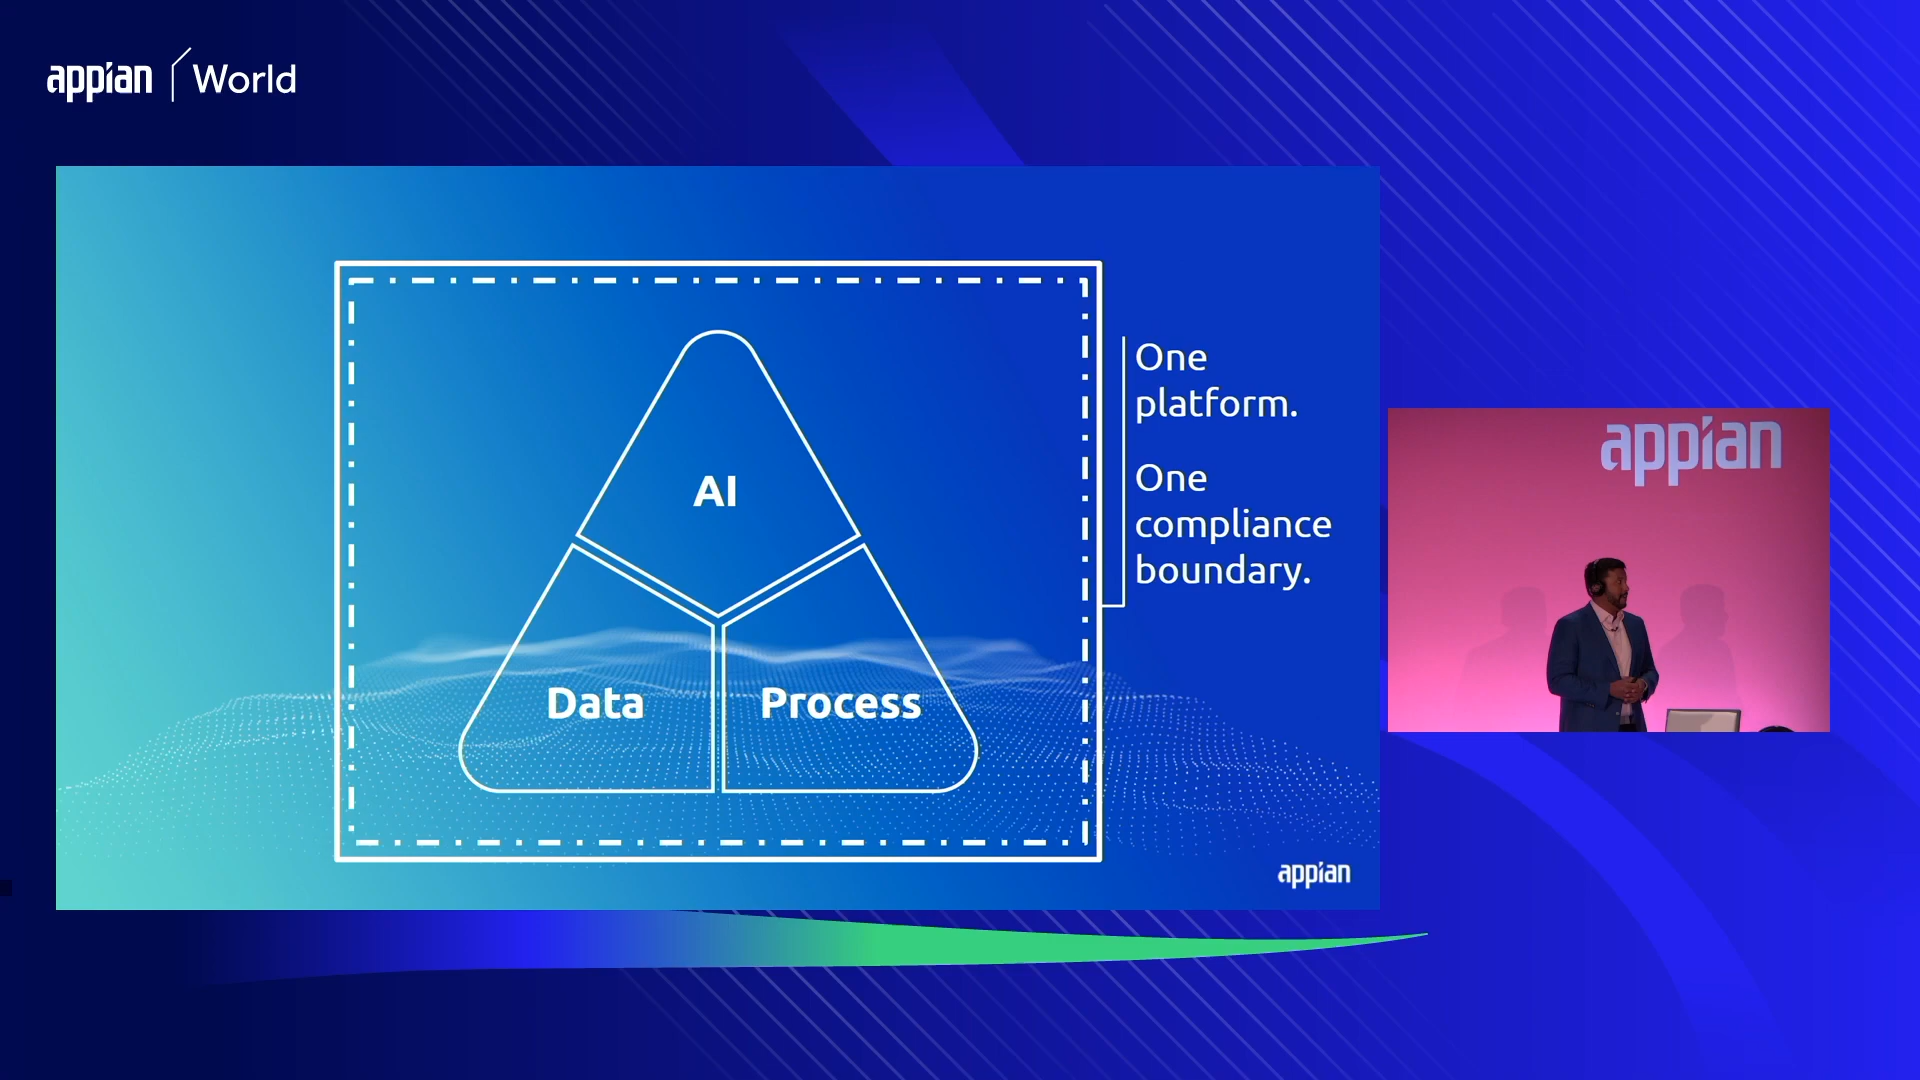 appian World
AI
Data
Process
One
platform.
One
compliance
boundary.
appian
appian